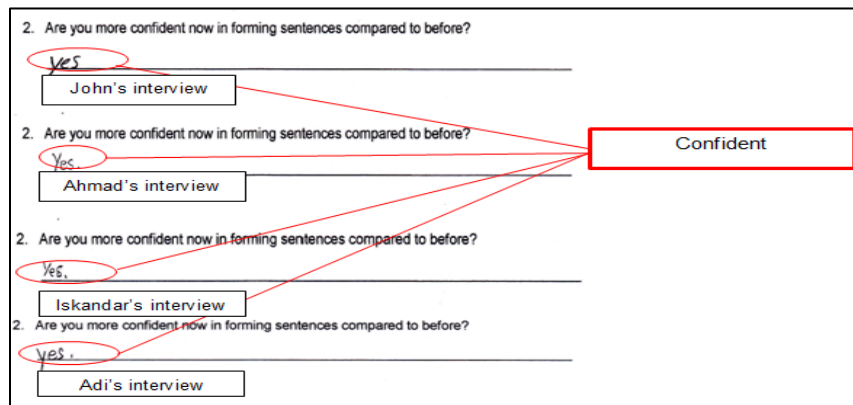 2. Are you more confident now in forming sentences compared to before?
yes
John's interview
2. Are you more confident now in forming sentences compared to before?
Yes.
Confident
Ahmad's interview
2. Are you more confident now in forming sentences compared to before?
Yes.
Iskandar's interview
2. Are you more confident now in forming sentences compared to before?
yes.
Adi's interview